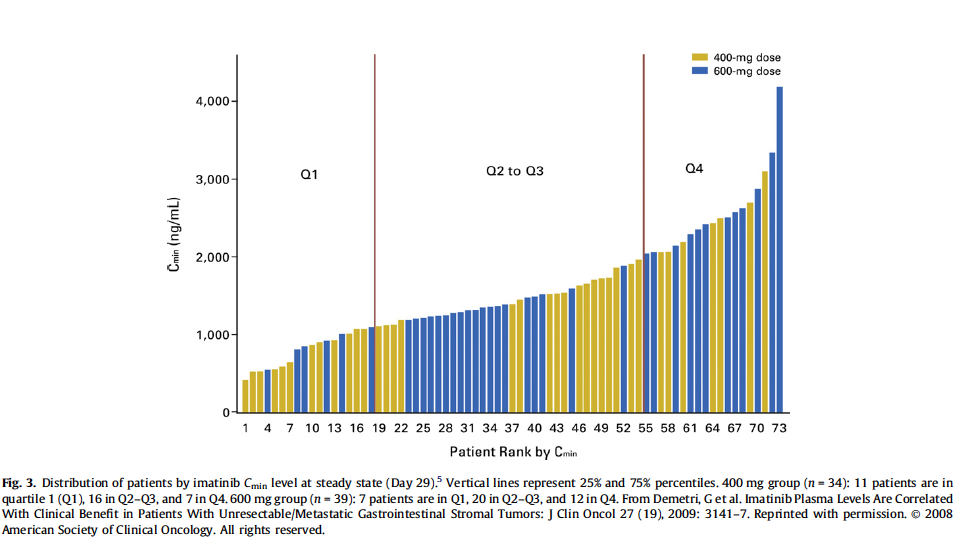 400-mg dose
600-mg dose
4,000
3,000
2,000
1,000
0
Cmin (ng/mL)
Q1
Q2 to Q3
Q4
1 4 7 10 13 16 19 22 25 28 31 34 37 40 43 46 49 52 55 58 61 64 67 70 73
Patient Rank by Cmin
Fig. 3. Distribution of patients by imatinib Cmin level at steady state (Day 29).5 Vertical lines represent 25% and 75% percentiles. 400 mg group (n = 34): 11 patients are in
quartile 1 (Q1), 16 in Q2–Q3, and 7 in Q4. 600 mg group (n = 39): 7 patients are in Q1, 20 in Q2–Q3, and 12 in Q4. From Demetri, G et al. Imatinib Plasma Levels Are Correlated
With Clinical Benefit in Patients With Unresectable/Metastatic Gastrointestinal Stromal Tumors: J Clin Oncol 27 (19), 2009: 3141–7. Reprinted with permission. © 2008
American Society of Clinical Oncology. All rights reserved.